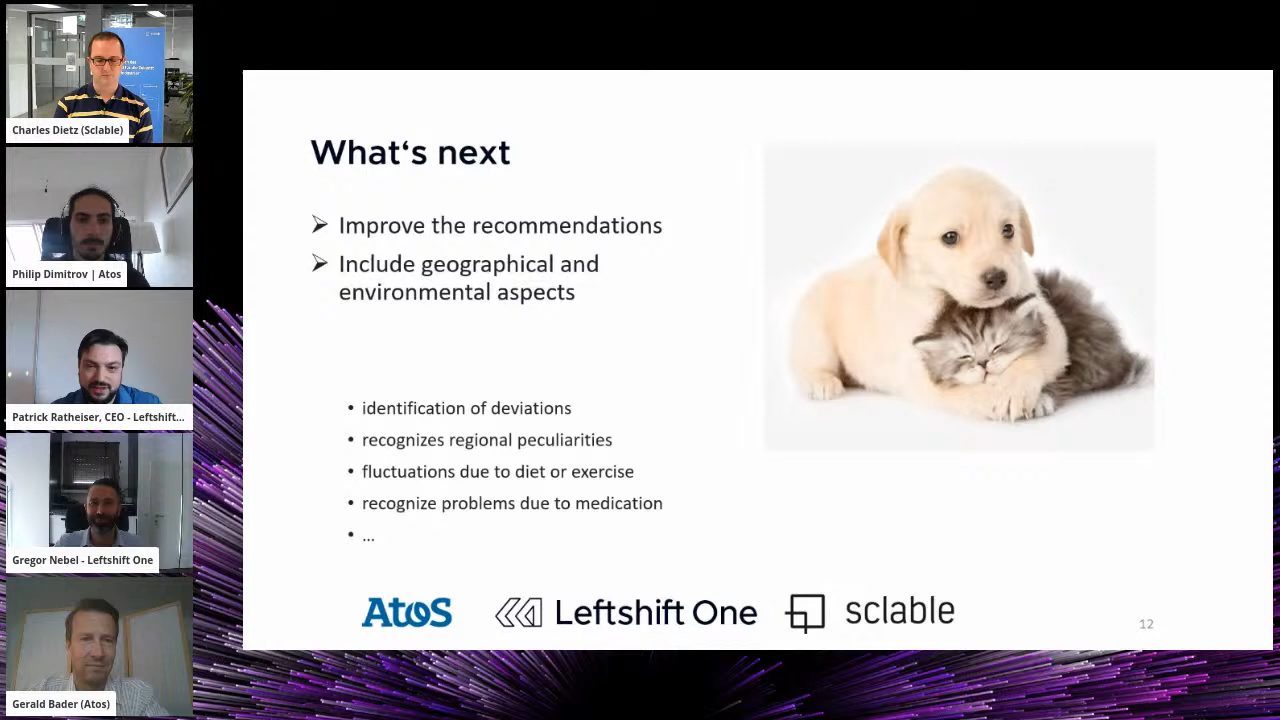 Charles Dietz (Sclable)
Philip Dimitrov | Atos
Patrick Ratheiser, CEO - Leftshift...
Gregor Nebel - Leftshift One
Gerald Bader (Atos)
What‘s next
➢ Improve the recommendations
➢ Include geographical and
environmental aspects
• identification of deviations
• recognizes regional peculiarities
• fluctuations due to diet or exercise
• recognize problems due to medication
• ...
Atos
Leftshift One
sclable
12